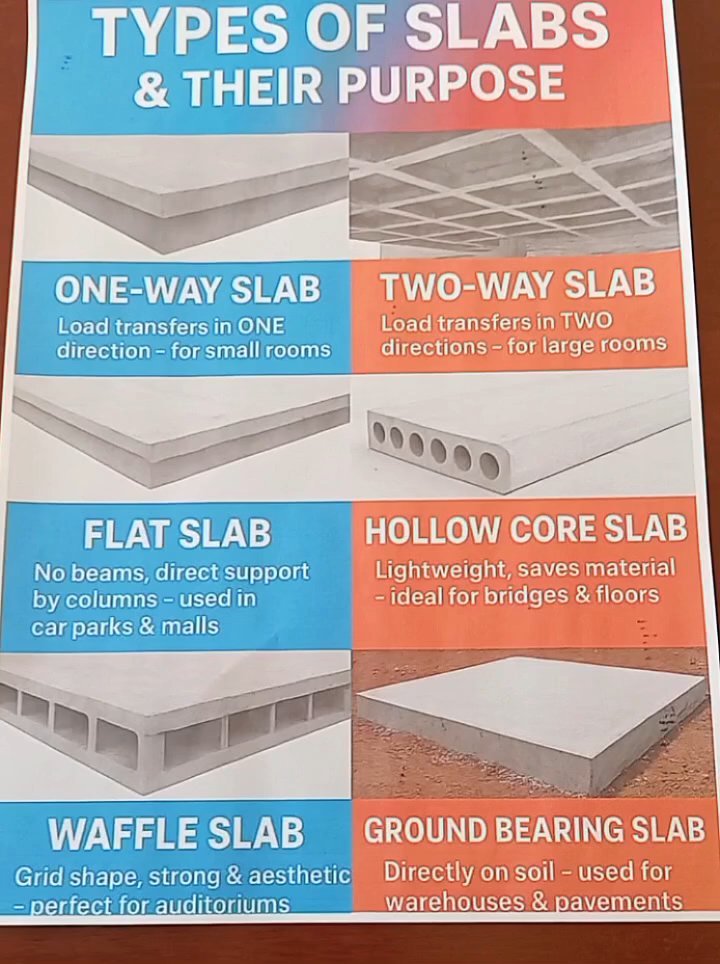 TYPES OF SLABS
& THEIR PURPOSE
ONE-WAY SLAB
Load transfers in ONE
direction – for small rooms
TWO-WAY SLAB
Load transfers in TWO
directions – for large rooms
FLAT SLAB
No beams, direct support
by columns – used in
car parks & malls
HOLLOW CORE SLAB
Lightweight, saves material
– ideal for bridges & floors
WAFFLE SLAB
Grid shape, strong & aesthetic
– perfect for auditoriums
GROUND BEARING SLAB
Directly on soil – used for
warehouses & pavements